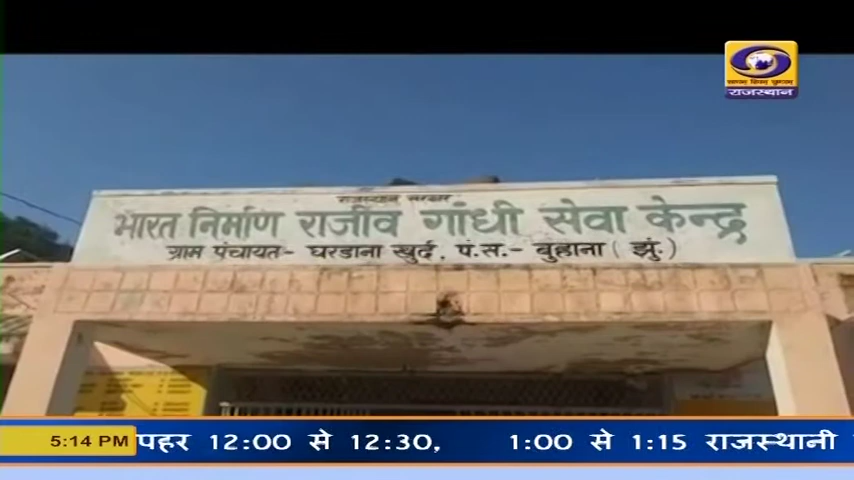 राजस्थान
राजस्थान सरकार
भारत निर्माण राजीव गांधी सेवा केन्द्र
ग्राम पंचायत- घरडाना खुर्द. पं.स.- बुहाना (झुं.)
5:14 PM पहर 12:00 से 12:30, 1:00 से 1:15 राजस्थानी